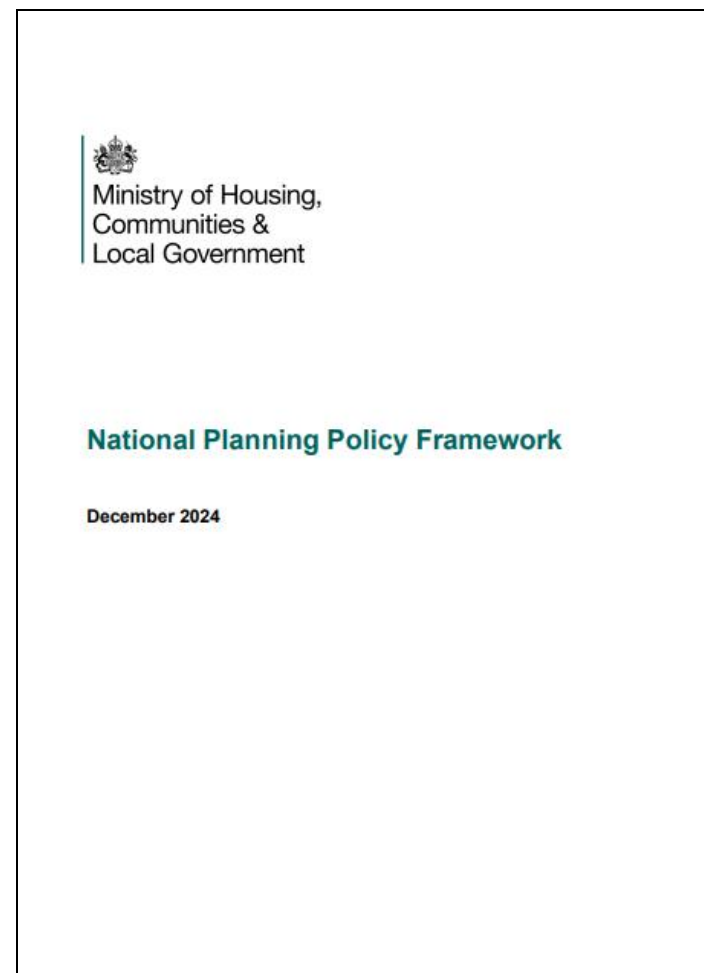 Ministry of Housing,
Communities &
Local Government
National Planning Policy Framework
December 2024